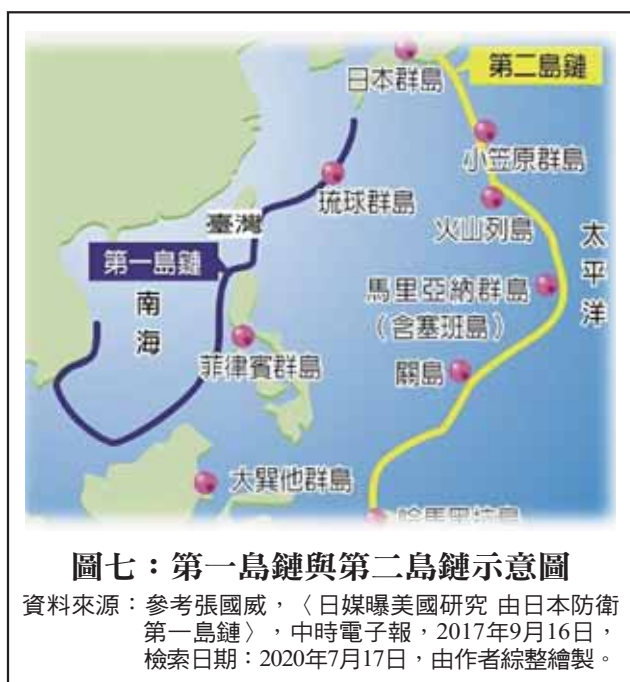 日本群島
第二島鏈
小笠原群島
琉球群島
火山列島
臺灣
太平洋
第一島鏈
南海
馬里亞納群島
（含塞班島）
菲律賓群島
關島
大巽他群島
圖七：第一島鏈與第二島鏈示意圖
資料來源：參考張國威，〈日媒曝美國研究 由日本防衛
第一島鏈〉，中時電子報，2017年9月16日，
檢索日期：2020年7月17日，由作者綜整繪製。